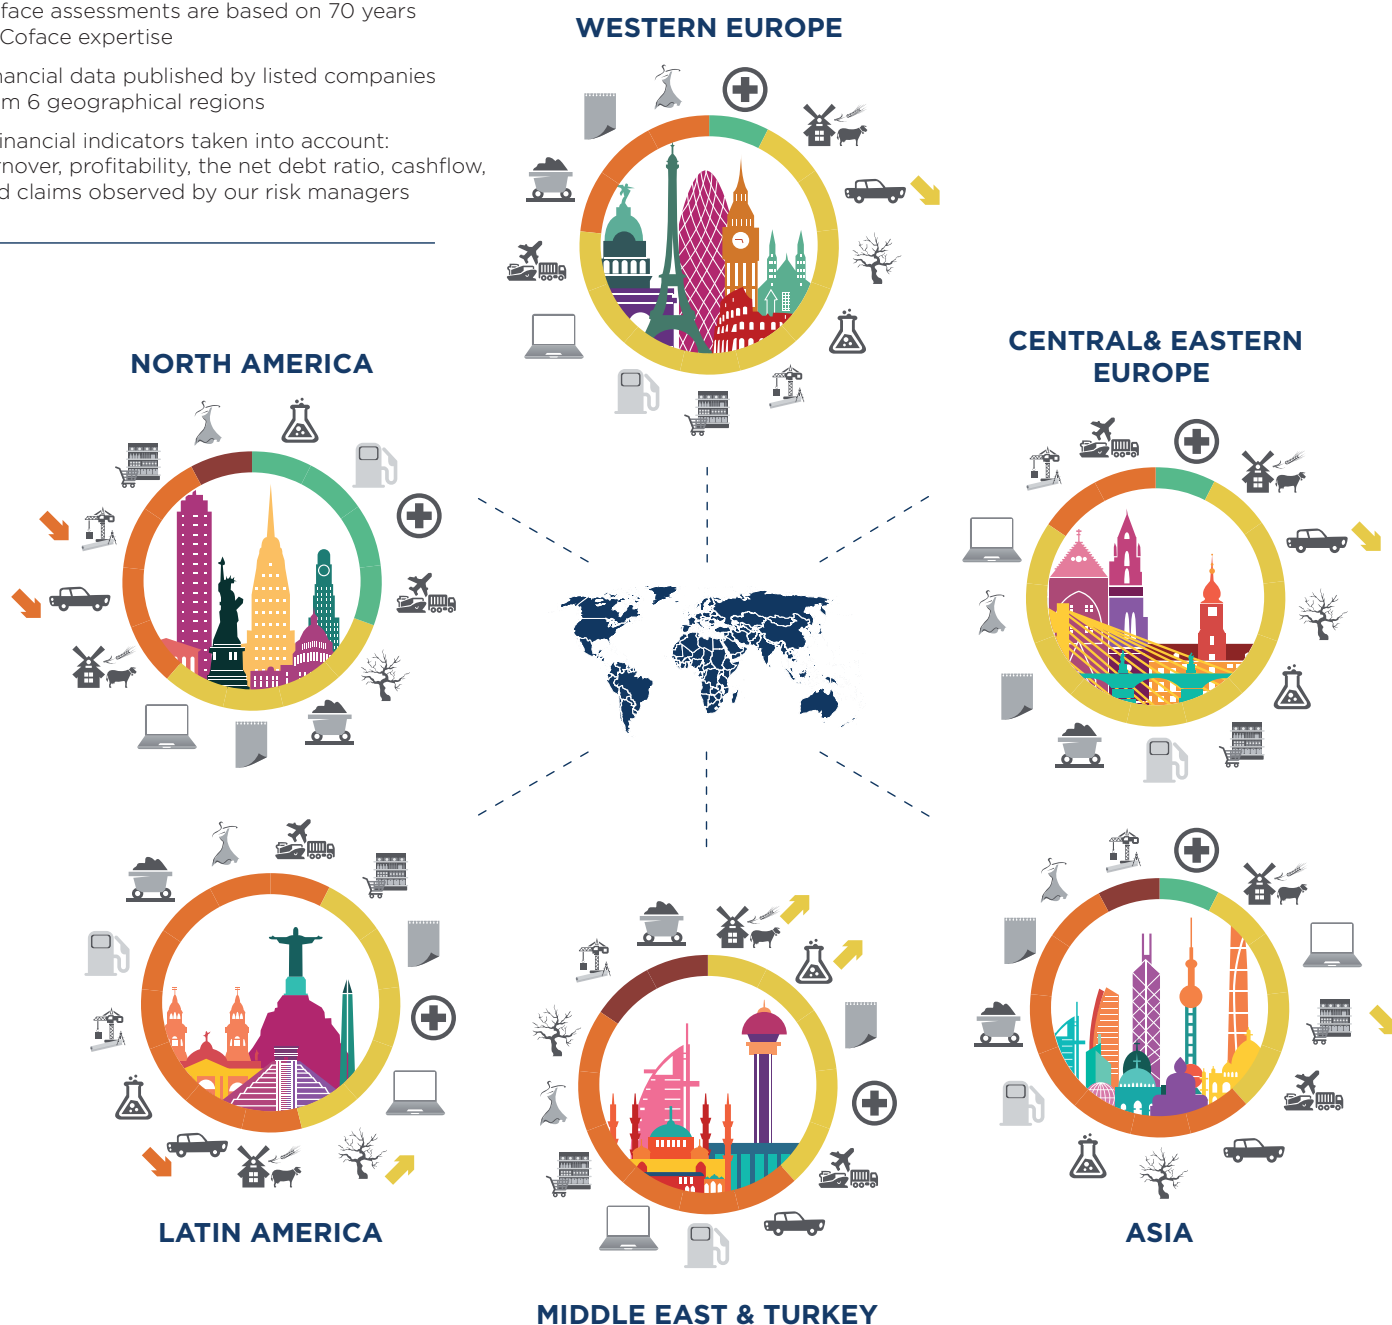 face assessments are based on 70 years
Coface expertise
ancial data published by listed companies
m 6 geographical regions
inancial indicators taken into account:
nover, profitability, the net debt ratio, cashflow,
d claims observed by our risk managers
WESTERN EUROPE
NORTH AMERICA
CENTRAL& EASTERN
EUROPE
LATIN AMERICA
ASIA
MIDDLE EAST & TURKEY